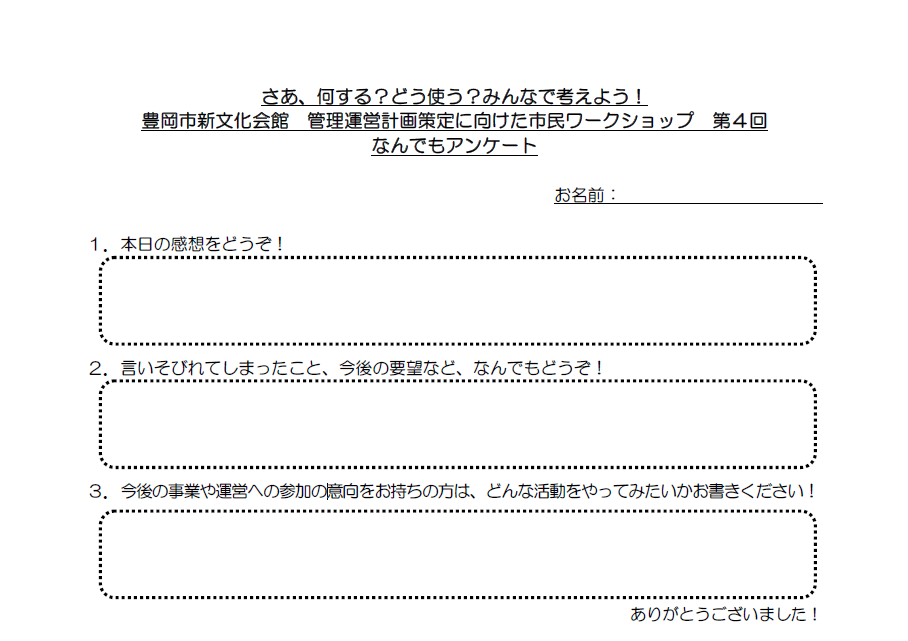 さあ、何する？どう使う？みんなで考えよう！
豊岡市新文化会館　管理運営計画策定に向けた市民ワークショップ　第４回
なんでもアンケート
お名前：
１．本日の感想をどうぞ！
２．言いそびれてしまったこと、今後の要望など、なんでもどうぞ！
３．今後の事業や運営への参加の意向をお持ちの方は、どんな活動をやってみたいかお書きください！
ありがとうございました！